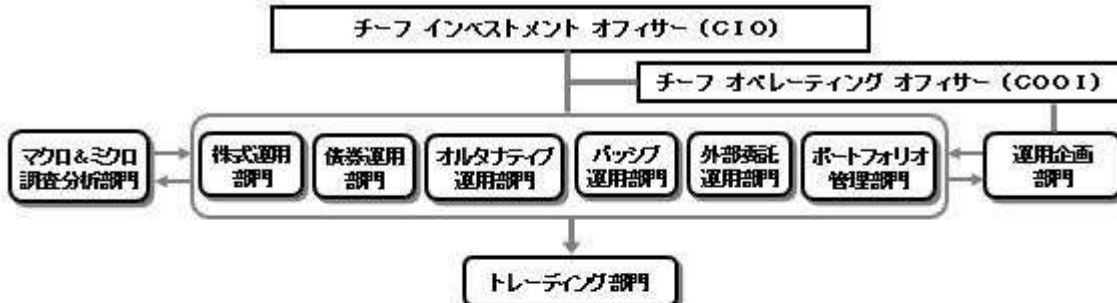 チーフ インベストメント オフィサー (CIO)
チーフ オペレーティング オフィサー (COOI)
マクロ&ミクロ
調査分析部門
株式運用
部門
債券運用
部門
オルタナティブ
運用部門
パッシブ
運用部門
外部委託
運用部門
ポートフォリオ
管理部門
運用企画
部門
トレーディング部門